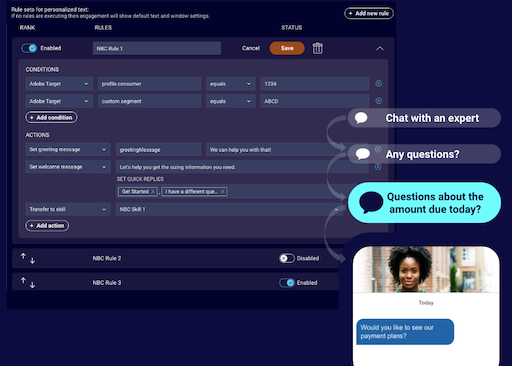 Rule sets for personalized text:
If no rules are execution then engagement will show default text and window settings.
+ Add new rule
RANK RULES STATUS
Enabled NBC Rule 1 Cancel Save
CONDITIONS
Adobe Target profile.consumer equals 1234
Adobe Target custom.segment equals ABCD
+ Add condition
ACTIONS
Set greeting message greetingMessage We can help you with that!
Set welcome message Let's help you get the sizing information you need.
SET QUICK REPLIES
Get Started × , I have a different que... ×
Transfer to skill NBC Skill 1
+ Add action
NBC Rule 2 Disabled
NBC Rule 3 Enabled
Chat with an expert
Any questions?
Questions about the
amount due today?
Today
Would you like to see our
payment plans?